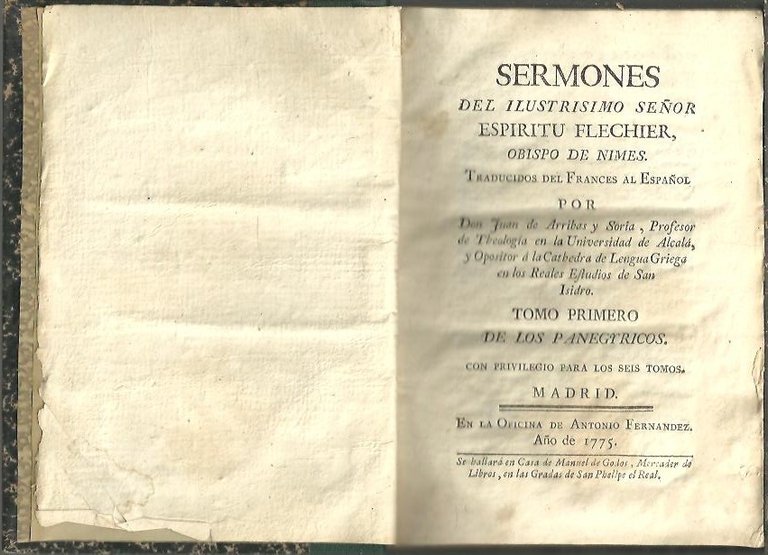 SERMONES
DEL ILUSTRISIMO SEÑOR
ESPIRITU FLECHIER,
OBISPO DE NIMES.
TRADUCIDOS DEL FRANCES AL ESPAÑOL
POR
Don Juan de Arribas y Soria, Profesor
de Theologia en la Universidad de Alcalá,
y Opositor á la Cathedra de Lengua Griega
en los Reales Estudios de San
Isidro.
TOMO PRIMERO
DE LOS PANEGYRICOS.
CON PRIVILEGIO PARA LOS SEIS TOMOS.
MADRID.
EN LA OFICINA DE ANTONIO FERNANDEZ.
Año de 1775.
Se hallará en Casa de Manuel de Godos, Mercader de
Libros, en las Gradas de San Phelipe el Real.